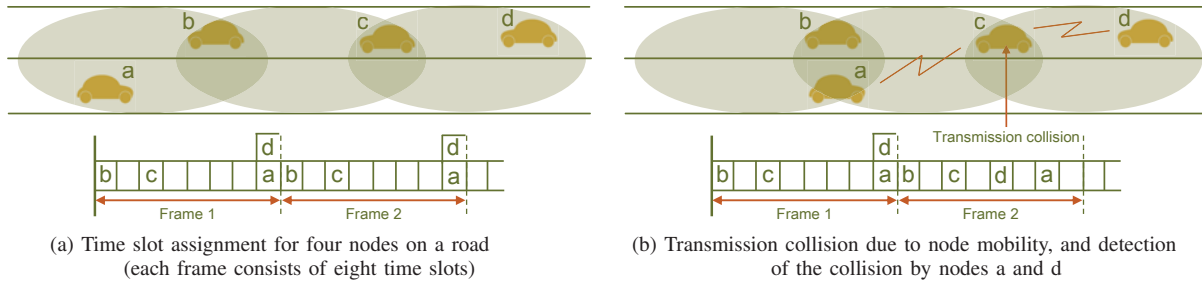 b c d
a
d d
b c a b c a
Frame 1 Frame 2
(a) Time slot assignment for four nodes on a road
(each frame consists of eight time slots)
b c d
a
Transmission collision
d
b c a b c d a
Frame 1 Frame 2
(b) Transmission collision due to node mobility, and detection
of the collision by nodes a and d